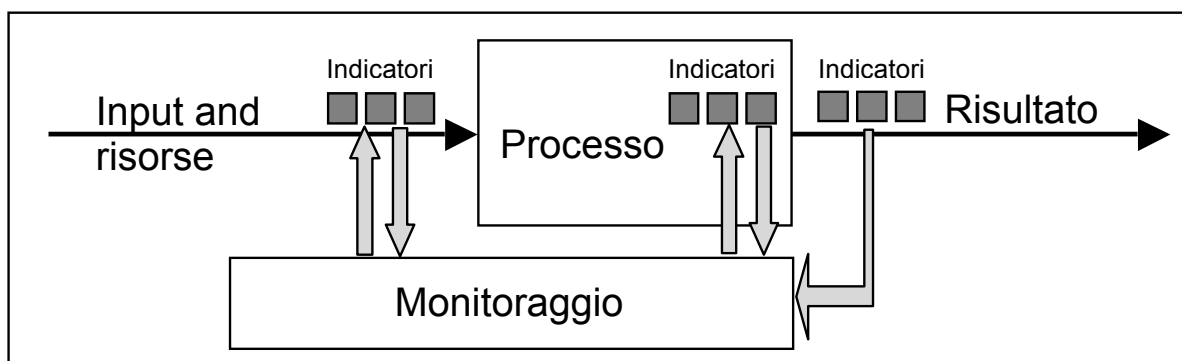 Indicatori
Indicatori
Indicatori
Input and
risorse
Processo
Risultato
Monitoraggio